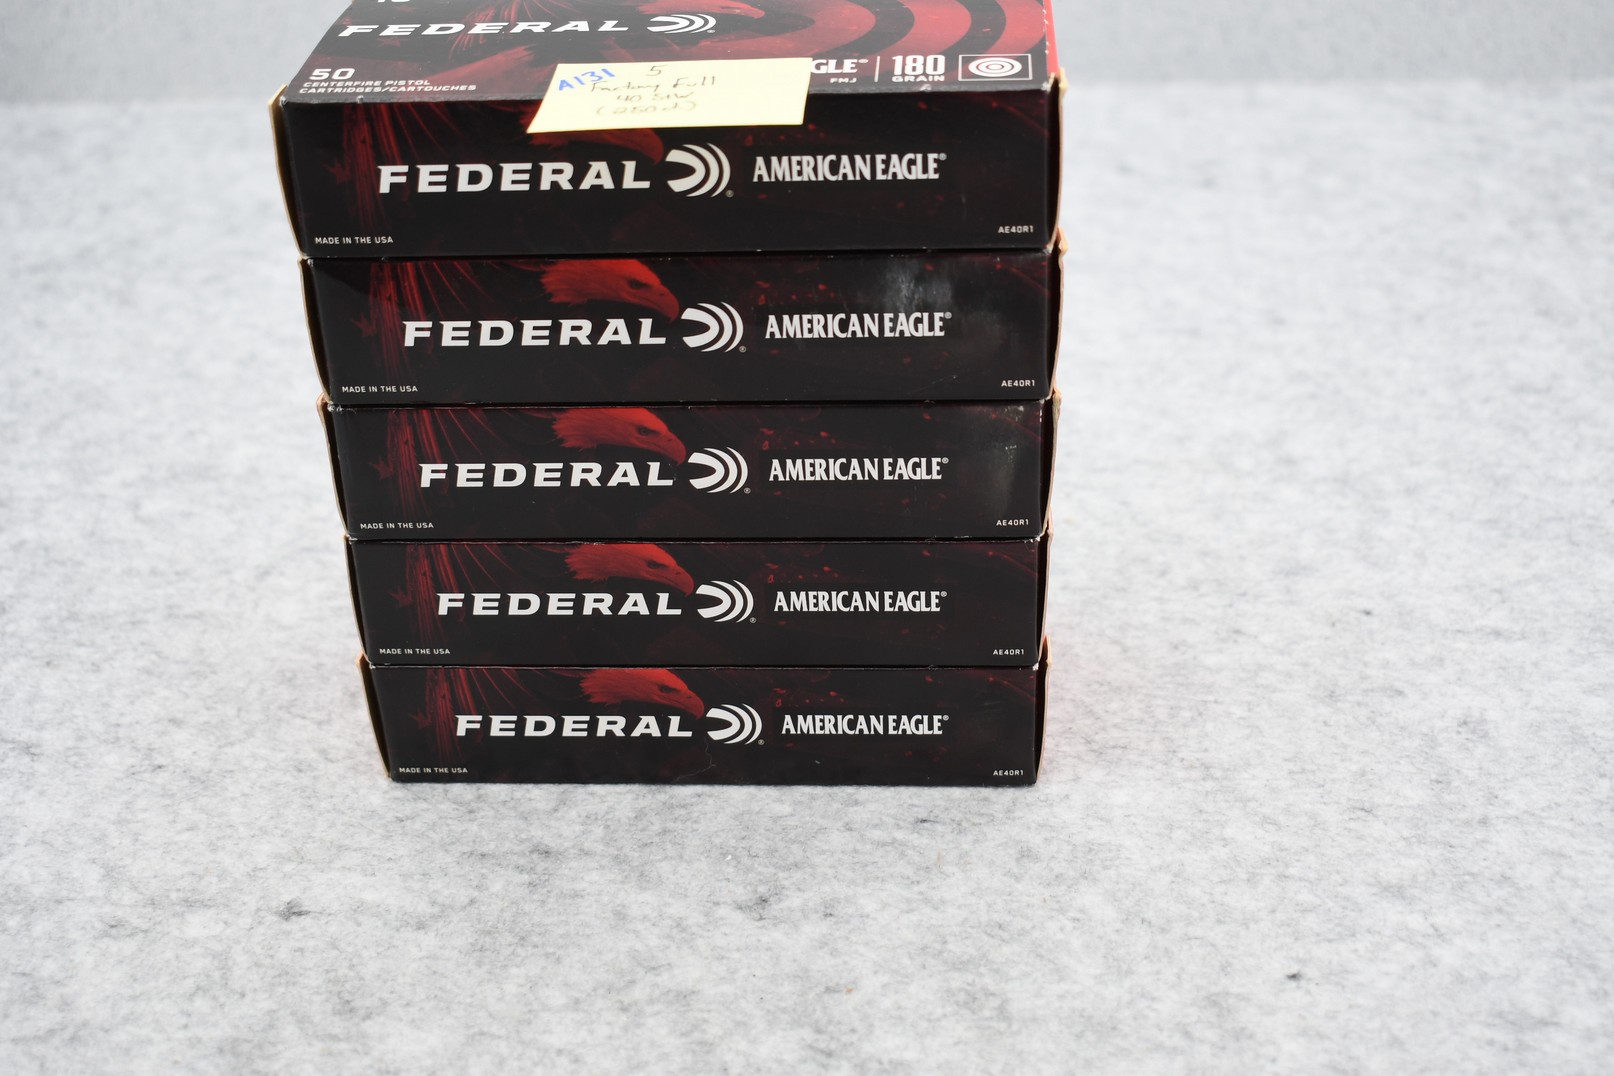 FEDERAL®
50
CENTERFIRE PISTOL
CARTRIDGES/CARTOUCHES
GLE® | 180
FMJ GRAIN
A131
5
Factory Full
40 S&W
(250 ct.)
FEDERAL® AMERICAN EAGLE®
MADE IN THE USA AE40R1
FEDERAL® AMERICAN EAGLE®
MADE IN THE USA AE40R1
FEDERAL® AMERICAN EAGLE®
MADE IN THE USA AE40R1
FEDERAL® AMERICAN EAGLE®
MADE IN THE USA AE40R1
FEDERAL® AMERICAN EAGLE®
MADE IN THE USA AE40R1